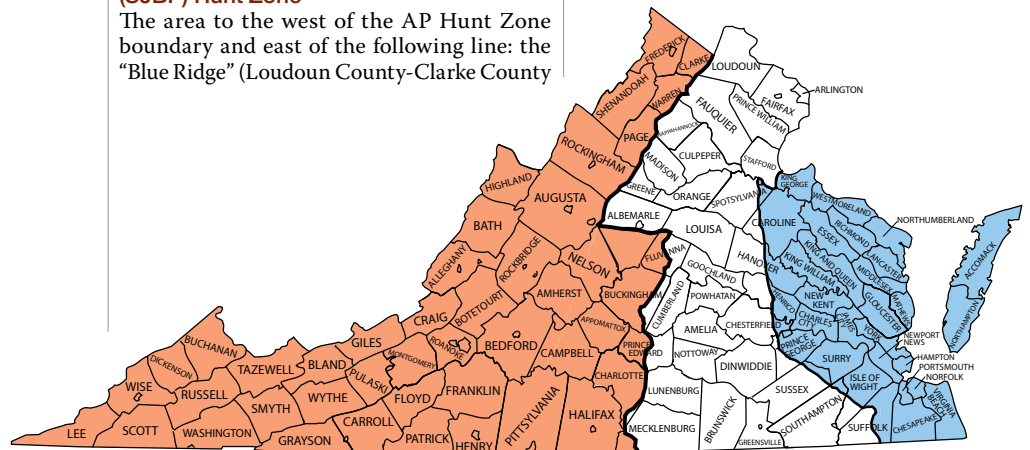 (SJBP) Hunt Zone
The area to the west of the AP Hunt Zone
boundary and east of the following line: the
“Blue Ridge” (Loudoun County-Clarke County
FREDERICK
CLARKE
LOUDOUN
SHENANDOAH
WARREN
FAUQUIER
PRINCE WILLIAM
FAIRFAX
ARLINGTON
PAGE
RAPPAHANNOCK
ROCKINGHAM
MADISON
CULPEPER
STAFFORD
KING
GEORGE
HIGHLAND
AUGUSTA
GREENE
ORANGE
SPOTSYLVANIA
WESTMORELAND
NORTHUMBERLAND
ALBEMARLE
CAROLINE
RICHMOND
BATH
LOUISA
ESSEX
LANCASTER
ACCOMACK
ALLEGHANY
ROCKBRIDGE
NELSON
FLUVANNA
GOOCHLAND
HANOVER
KING AND QUEEN
KING WILLIAM
MIDDLESEX
MATHEWS
AMHERST
BUCKINGHAM
CUMBERLAND
POWHATAN
HENRICO
NEW
KENT
GLOUCESTER
NORTHAMPTON
CRAIG
BOTETOURT
APPOMATTOX
AMELIA
CHESTERFIELD
CHARLES
CITY
JAMES
YORK
NEWPORT
NEWS
BUCHANAN
GILES
MONTGOMERY
ROANOKE
BEDFORD
CAMPBELL
PRINCE
EDWARD
NOTTOWAY
PRINCE
GEORGE
SURRY
HAMPTON
PORTSMOUTH
NORFOLK
DICKENSON
TAZEWELL
BLAND
PULASKI
CHARLOTTE
DINWIDDIE
ISLE OF
WIGHT
WISE
RUSSELL
SMYTH
WYTHE
FLOYD
FRANKLIN
PITTSYLVANIA
HALIFAX
LUNENBURG
BRUNSWICK
SUSSEX
SOUTHAMPTON
VIRGINIA
BEACH
LEE
SCOTT
WASHINGTON
GRAYSON
CARROLL
PATRICK
HENRY
MECKLENBURG
GREENSVILLE
SUFFOLK
CHESAPEAKE